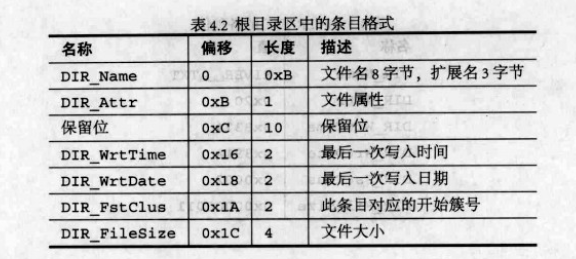 表4.2 根目录区中的条目格式
名称 偏移 长度 描述
DIR_Name 0 0xB 文件名8字节，扩展名3字节
DIR_Attr 0xB 1 文件属性
保留位 0xC 10 保留位
DIR_WrtTime 0x16 2 最后一次写入时间
DIR_WrtDate 0x18 2 最后一次写入日期
DIR_FstClus 0x1A 2 此条目对应的开始簇号
DIR_FileSize 0x1C 4 文件大小